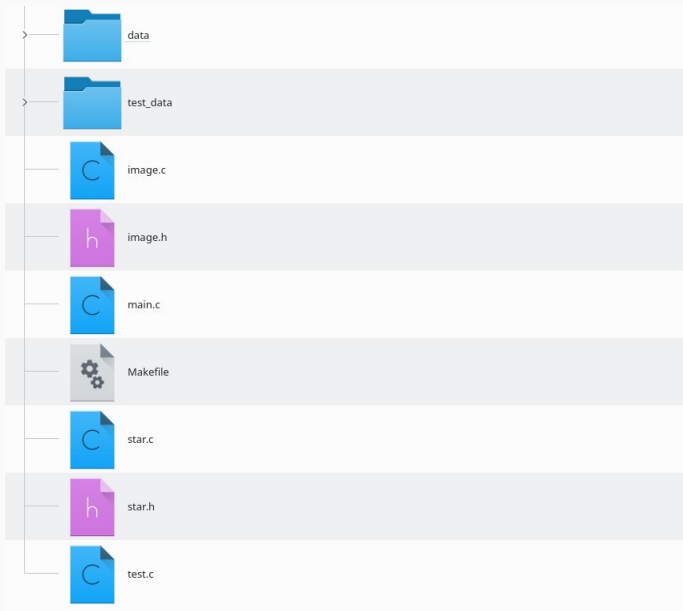 data
test_data
C
image.c
h
image.h
C
main.c
Makefile
C
star.c
h
star.h
C
test.c